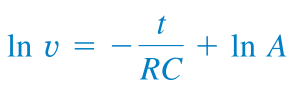 ln v = − t/RC + ln A